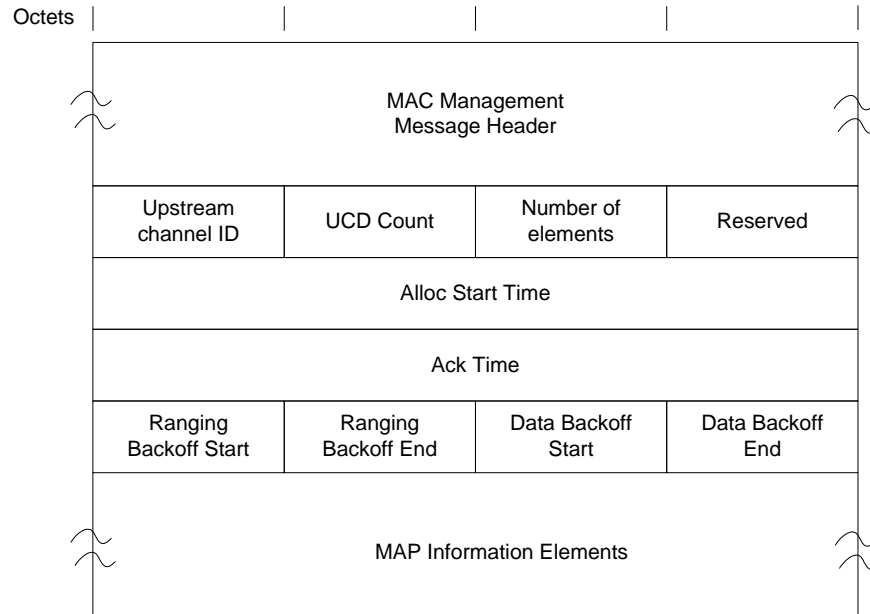 Octets
MAC Management
Message Header
Upstream
channel ID
UCD Count
Number of
elements
Reserved
Alloc Start Time
Ack Time
Ranging
Backoff Start
Ranging
Backoff End
Data Backoff
Start
Data Backoff
End
MAP Information Elements